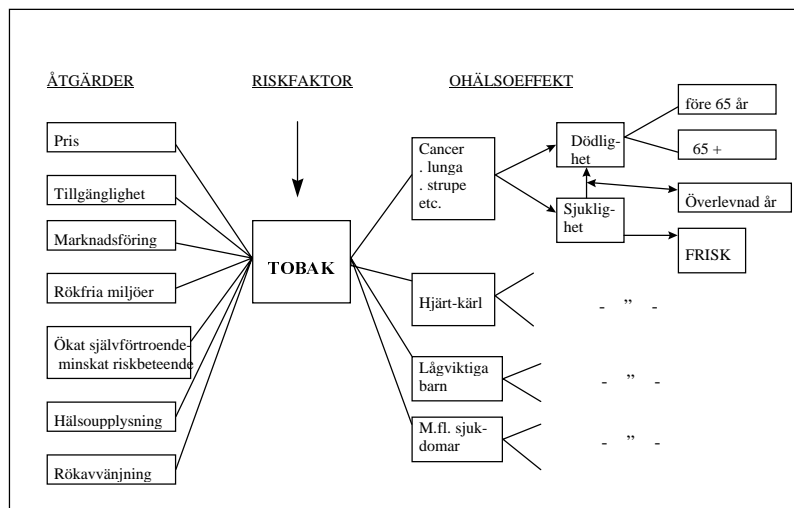 ÅTGÄRDER
RISKFAKTOR
OHÄLSOEFFEKT
Pris
Tillgänglighet
Marknadsföring
Rökfria miljöer
Ökat självförtroende-
minskat riskbeteende
Hälsoupplysning
Rökavvänjning
TOBAK
Cancer
. lunga
. strupe
etc.
Dödlig-
het
före 65 år
65 +
Sjuklig-
het
Överlevnad år
FRISK
Hjärt-kärl
- ” -
Lågviktiga
barn
- ” -
M.fl. sjuk-
domar
- ” -